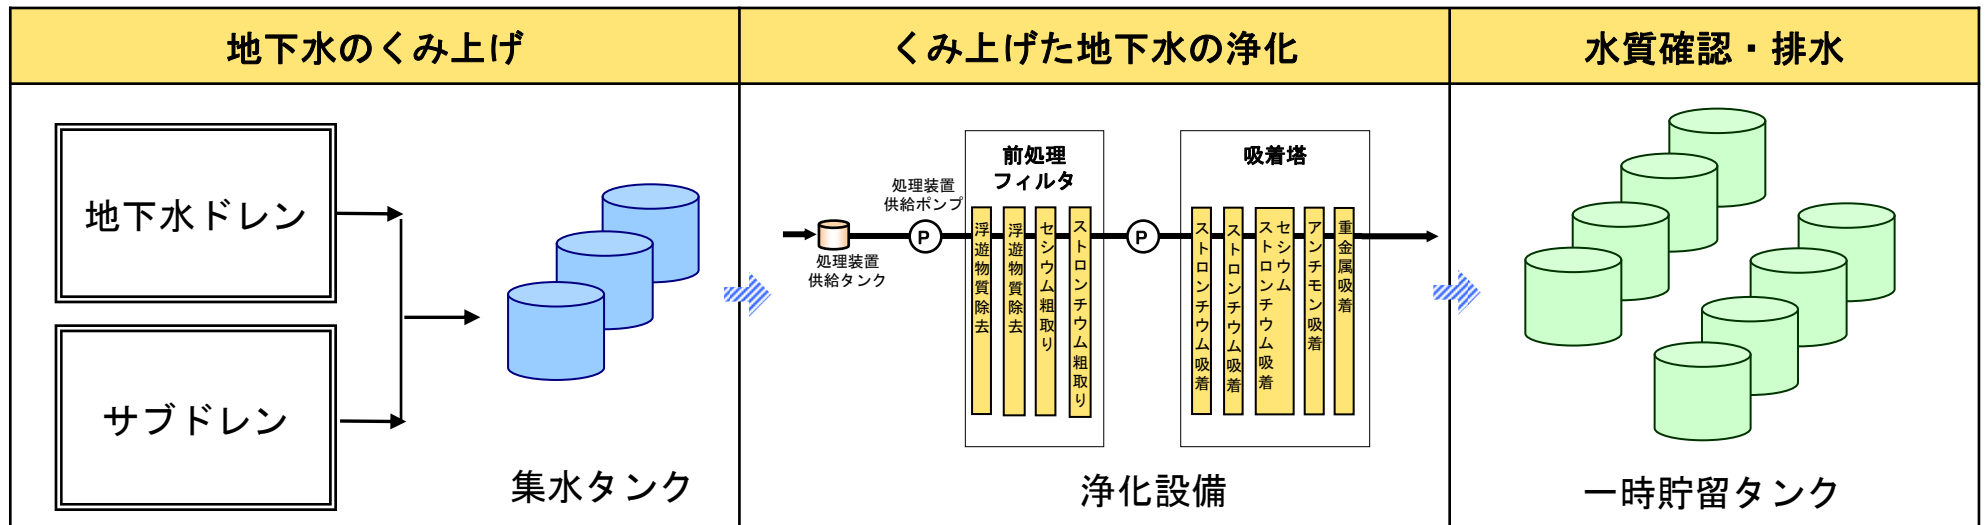 地下水のくみ上げ
くみ上げた地下水の浄化
水質確認・排水
地下水ドレン
サブドレン
集水タンク
処理装置
供給ポンプ
処理装置
供給タンク
P
前処理
フィルタ
浮遊物質除去
浮遊物質除去
セシウム粗取り
ストロンチウム粗取り
P
吸着塔
ストロンチウム吸着
ストロンチウム吸着
セシウム
ストロンチウム吸着
アンチモン吸着
重金属吸着
浄化設備
一時貯留タンク